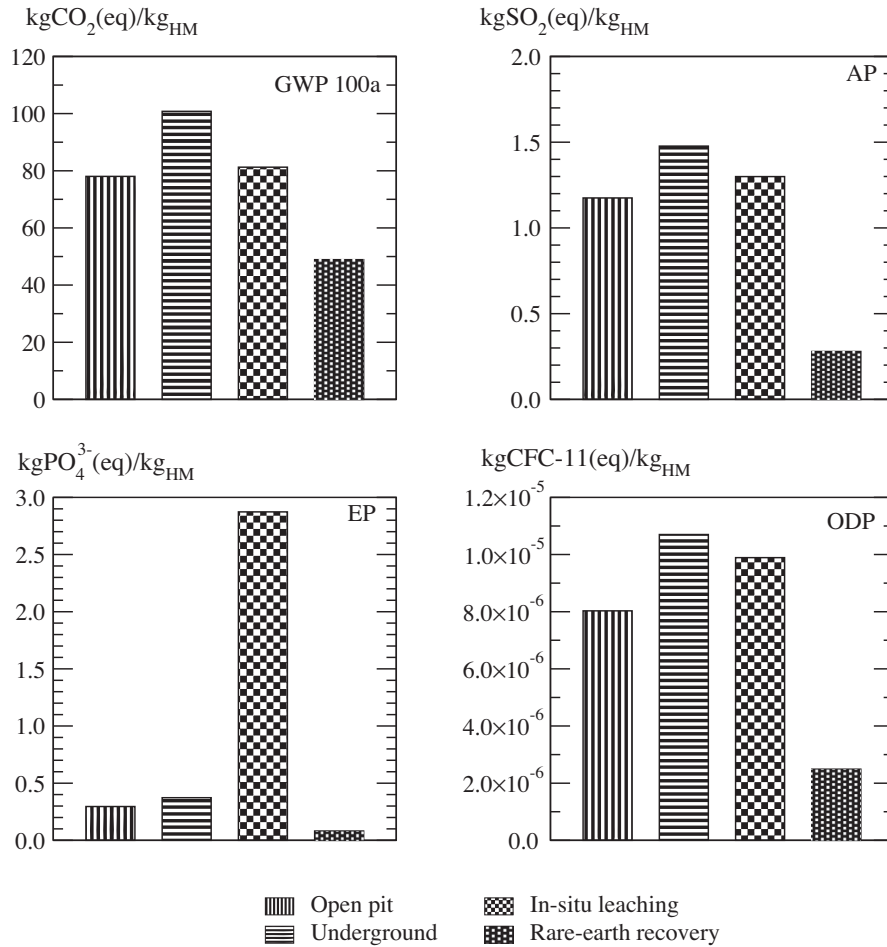 kgCO₂(eq)/kg_HM
120
100
80
60
40
20
0
GWP 100a
kgSO₂(eq)/kg_HM
2.0
1.5
1.0
0.5
0.0
AP
kgPO₄³⁻(eq)/kg_HM
3.0
2.5
2.0
1.5
1.0
0.5
0.0
EP
kgCFC-11(eq)/kg_HM
1.2×10⁻⁵
1.0×10⁻⁵
8.0×10⁻⁶
6.0×10⁻⁶
4.0×10⁻⁶
2.0×10⁻⁶
0.0
ODP
Open pit
Underground
In-situ leaching
Rare-earth recovery